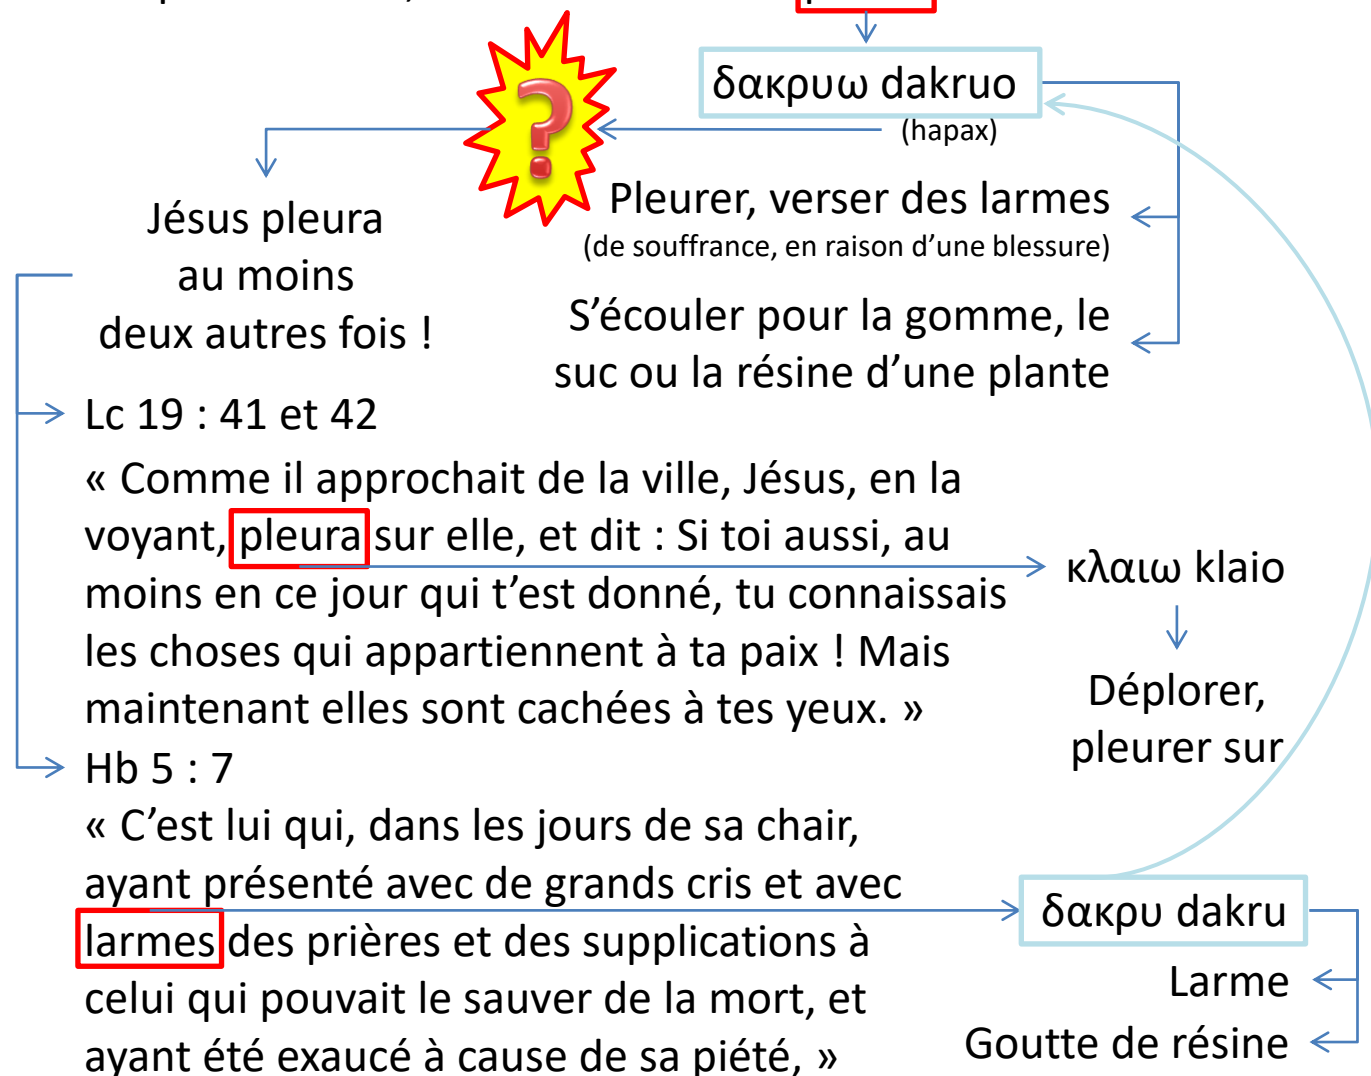 δακρυω dakruo
(hapax)
?
Pleurer, verser des larmes
(de souffrance, en raison d’une blessure)
S’écouler pour la gomme, le
suc ou la résine d’une plante
Jésus pleura
au moins
deux autres fois !
Lc 19 : 41 et 42
« Comme il approchait de la ville, Jésus, en la
voyant, pleura sur elle, et dit : Si toi aussi, au
moins en ce jour qui t’est donné, tu connaissais
les choses qui appartiennent à ta paix ! Mais
maintenant elles sont cachées à tes yeux. »
κλαιω klaio
Déplorer,
pleurer sur
Hb 5 : 7
« C’est lui qui, dans les jours de sa chair,
ayant présenté avec de grands cris et avec
larmes des prières et des supplications à
celui qui pouvait le sauver de la mort, et
ayant été exaucé à cause de sa piété, »
δακρυ dakru
Larme
Goutte de résine